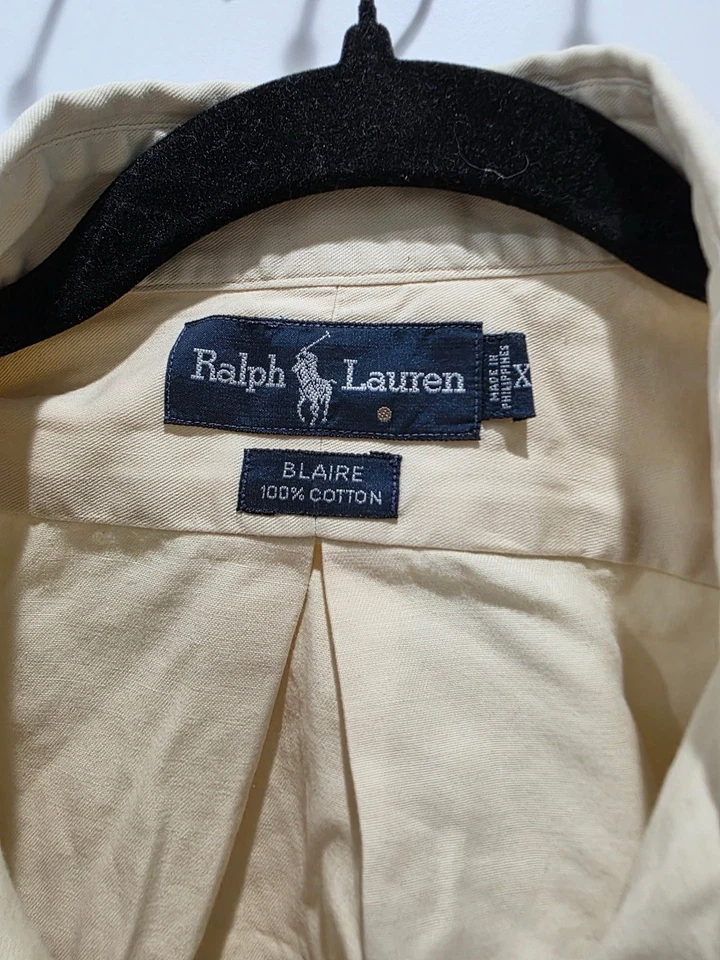 Ralph Lauren
MADE IN
PHILIPPINES
X
BLAIRE
100% COTTON